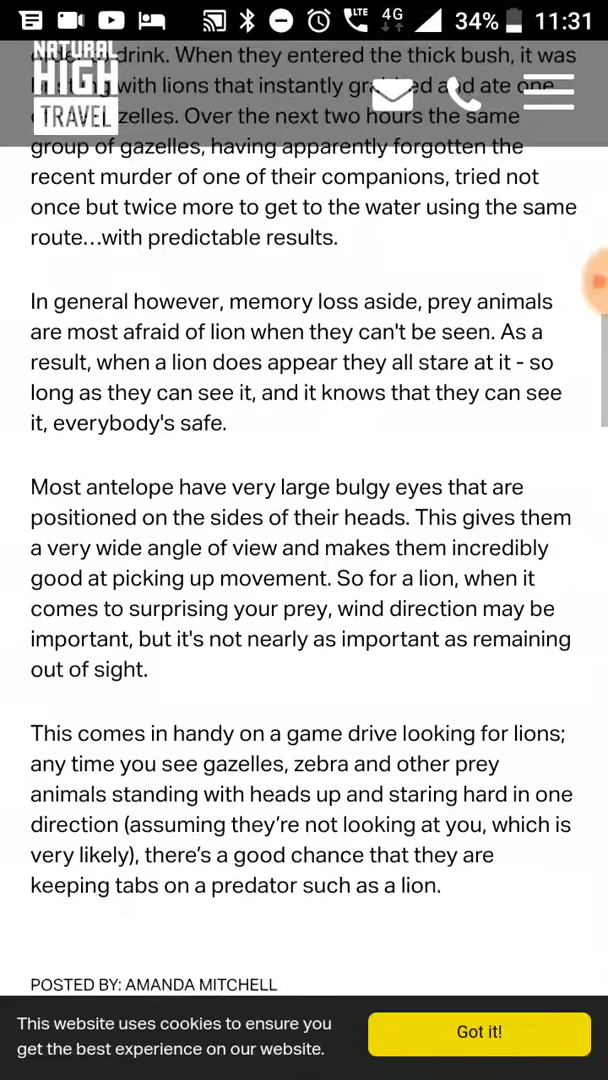 4G
LTE
34%
11:31
NATURAL
HIGH
TRAVEL
drink. When they entered the thick bush, it was
with lions that instantly grabbed and ate one
gazelles. Over the next two hours the same
group of gazelles, having apparently forgotten the
recent murder of one of their companions, tried not
once but twice more to get to the water using the same
route...with predictable results.
In general however, memory loss aside, prey animals
are most afraid of lion when they can't be seen. As a
result, when a lion does appear they all stare at it - so
long as they can see it, and it knows that they can see
it, everybody's safe.
Most antelope have very large bulgy eyes that are
positioned on the sides of their heads. This gives them
a very wide angle of view and makes them incredibly
good at picking up movement. So for a lion, when it
comes to surprising your prey, wind direction may be
important, but it's not nearly as important as remaining
out of sight.
This comes in handy on a game drive looking for lions;
any time you see gazelles, zebra and other prey
animals standing with heads up and staring hard in one
direction (assuming they’re not looking at you, which is
very likely), there’s a good chance that they are
keeping tabs on a predator such as a lion.
POSTED BY: AMANDA MITCHELL
This website uses cookies to ensure you
get the best experience on our website.
Got it!